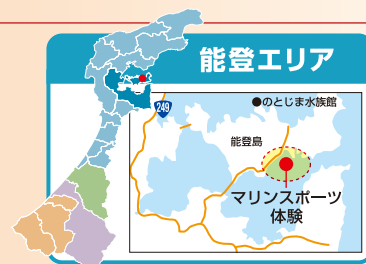 能登エリア
249
●のとじま水族館
能登島
マリンスポーツ
体験